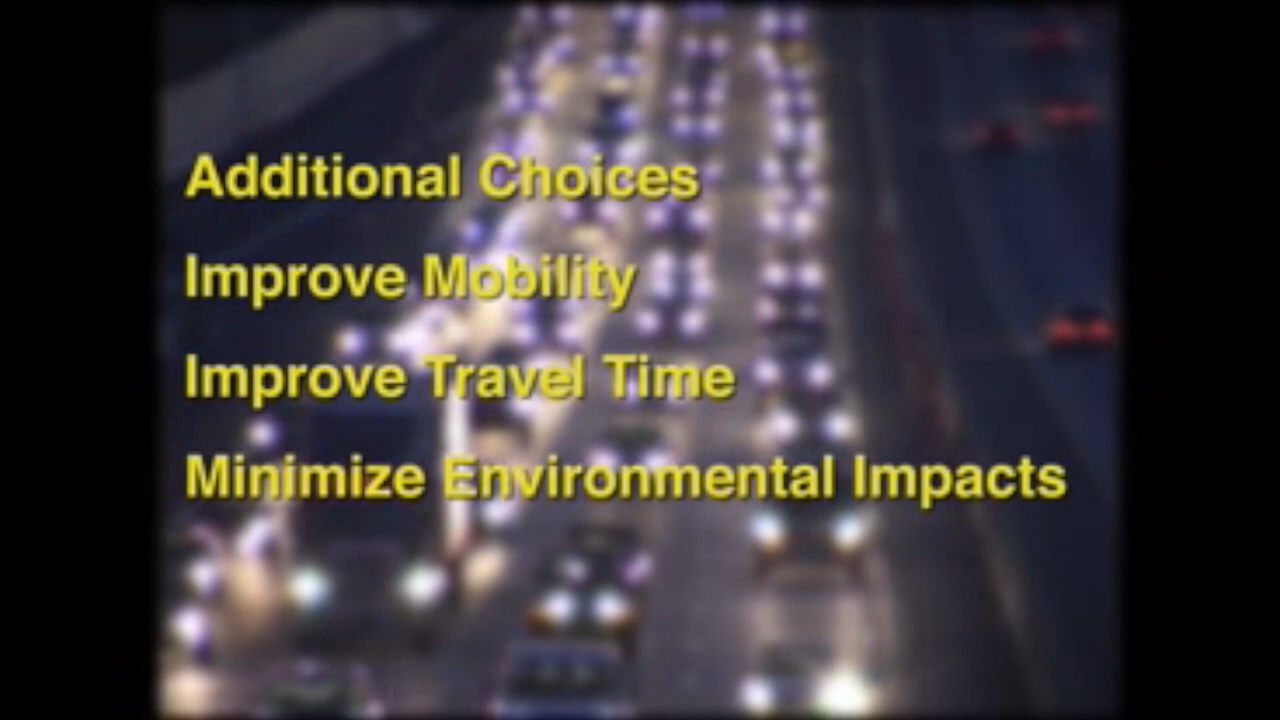 Additional Choices
Improve Mobility
Improve Travel Time
Minimize Environmental Impacts